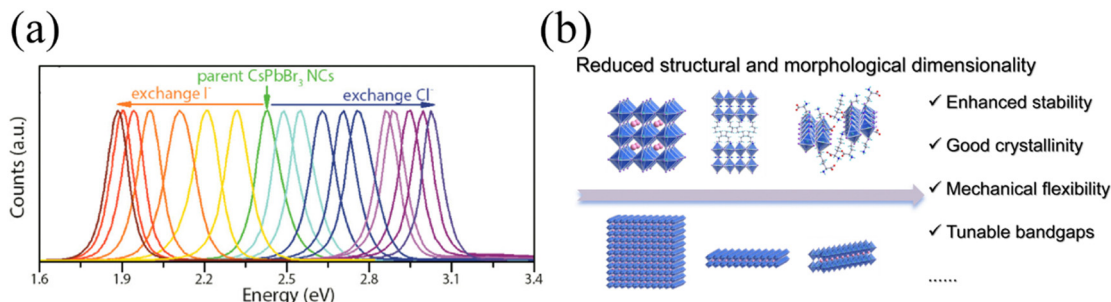 (a)
parent CsPbBr₃ NCs
exchange I⁻
exchange Cl⁻
Counts (a.u.)
1.6 1.9 2.2 2.5 2.8 3.1 3.4
Energy (eV)
(b)
Reduced structural and morphological dimensionality
✓ Enhanced stability
✓ Good crystallinity
✓ Mechanical flexibility
✓ Tunable bandgaps
......